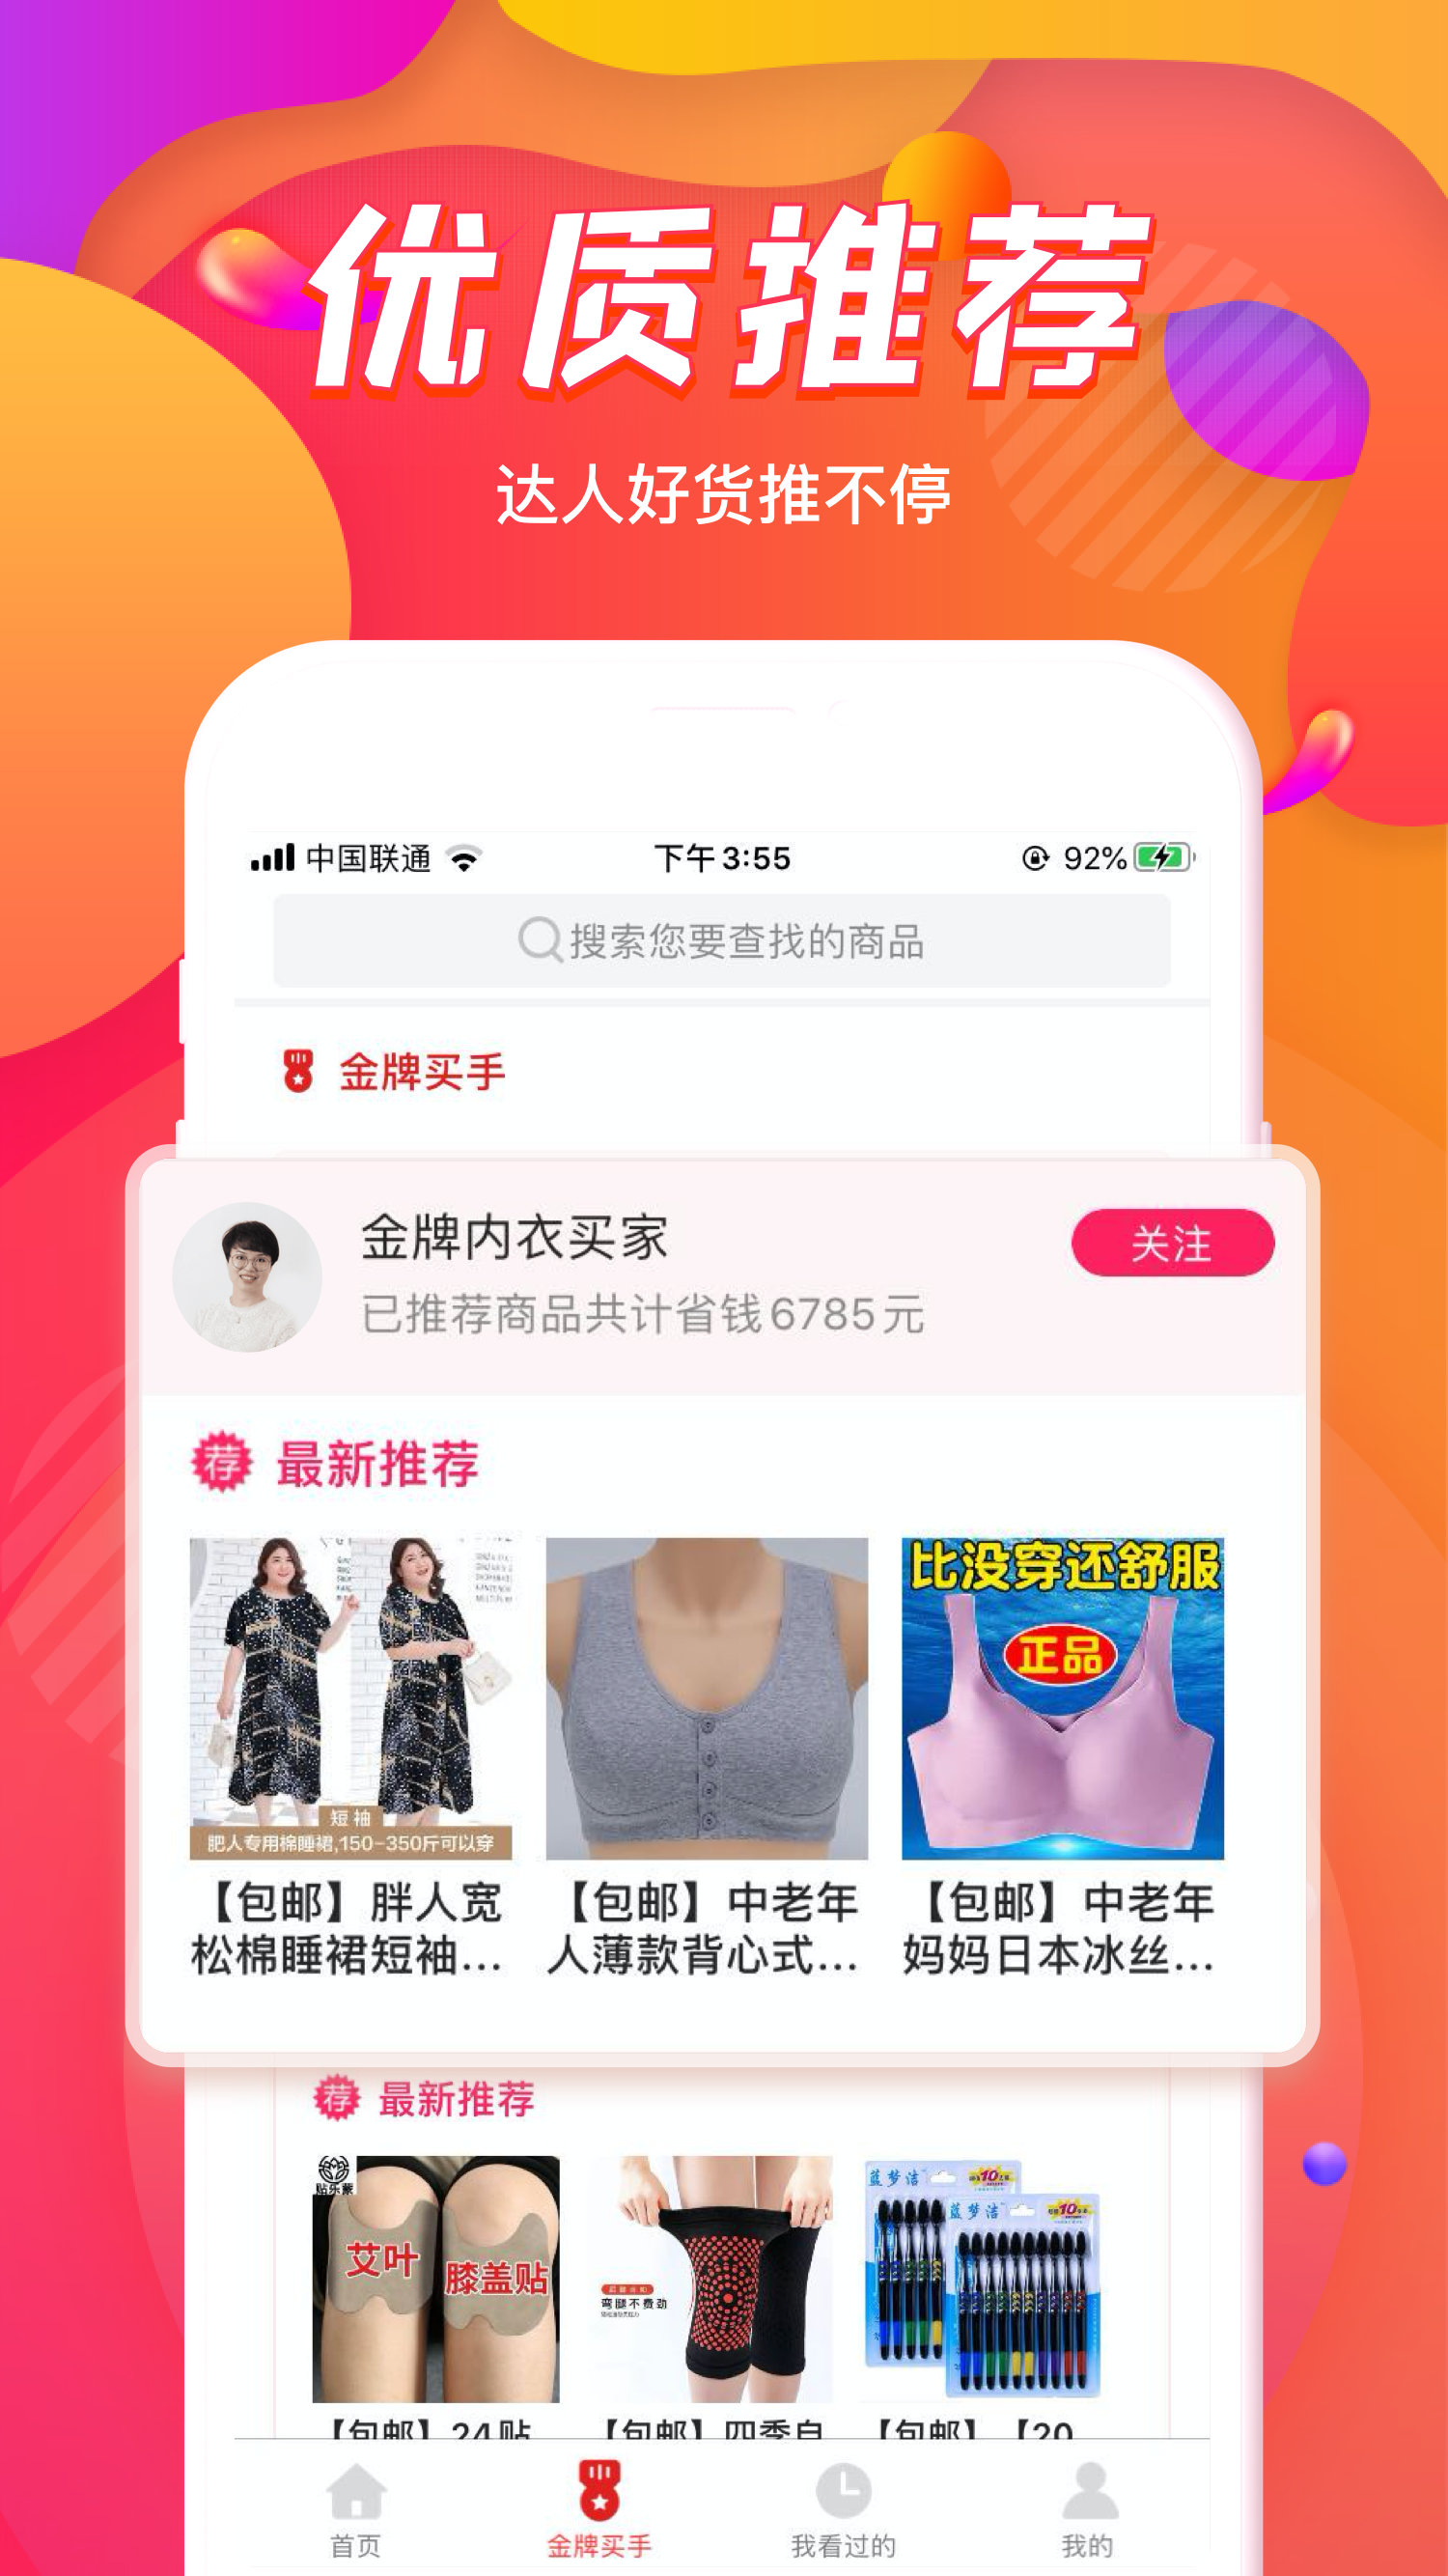 优质推荐
达人好货推不停
中国联通 下午3:55 92%
搜索您要查找的商品
金牌买手
金牌内衣买家
关注
已推荐商品共计省钱6785元
荐 最新推荐
短袖
肥人专用棉睡裙,150-350斤可以穿
比没穿还舒服
正品
【包邮】胖人宽
松棉睡裙短袖...
【包邮】中老年
人薄款背心式...
【包邮】中老年
妈妈日本冰丝...
荐 最新推荐
贴乐蒙
艾叶
膝盖贴
弯腿不费劲
蓝梦洁
10
蓝梦洁
10
【包邮】24贴
【包邮】四季自
【包邮】【20
首页
金牌买手
我看过的
我的